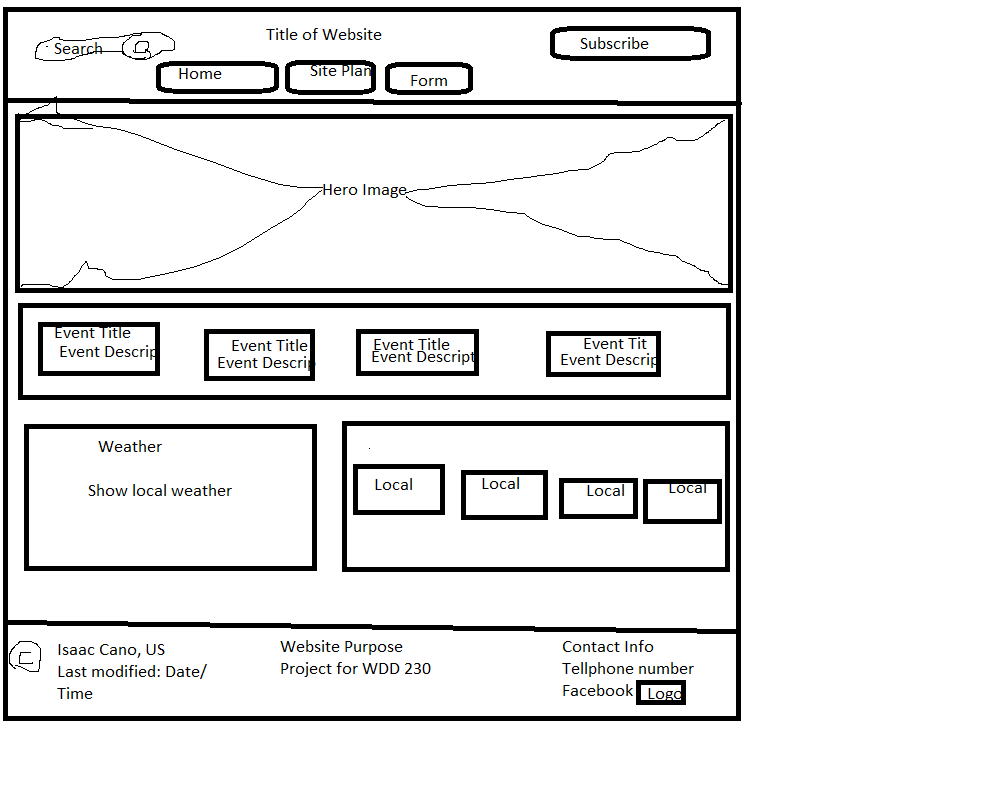 Title of Website
Search
Subscribe
Home
Site Plan
Form
Hero Image
Event Title
Event Descrip
Event Title
Event Descrip
Event Title
Event Descript
Event Tit
Event Descrip
Weather
Show local weather
Local
Local
Local
Local
C
Isaac Cano, US
Last modified: Date/
Time
Website Purpose
Project for WDD 230
Contact Info
Tellphone number
Facebook
Logo